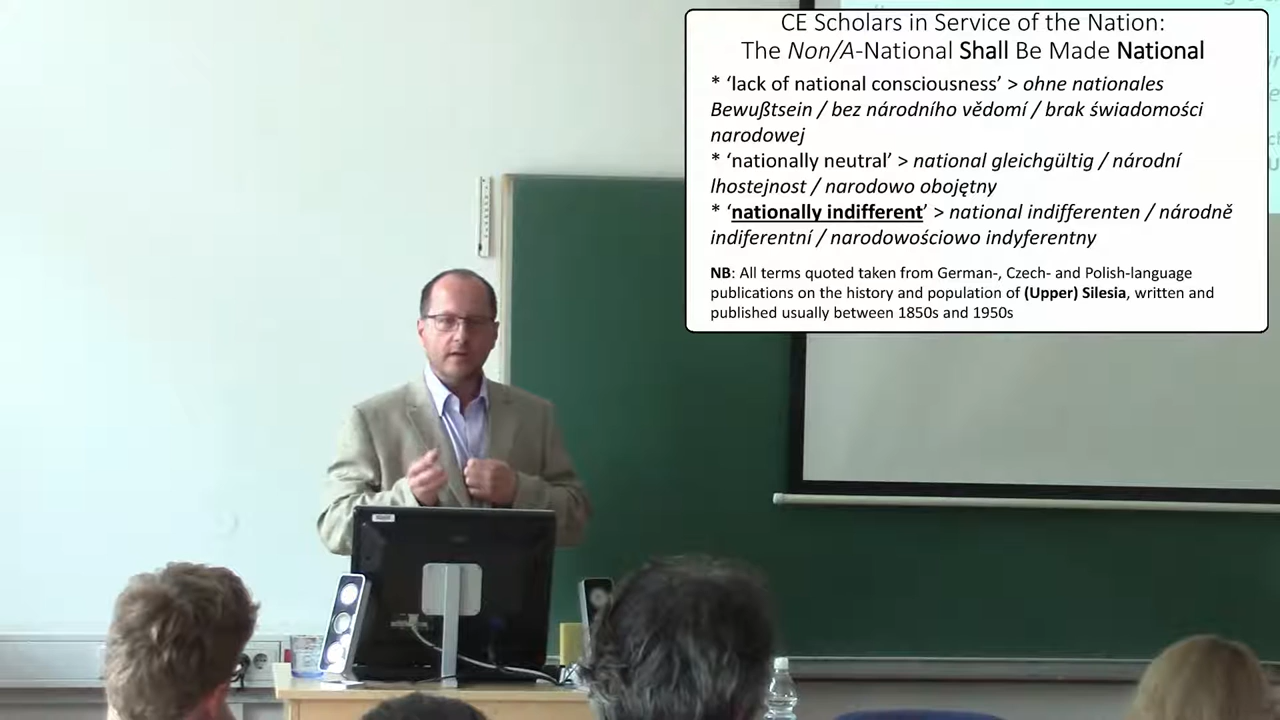 CE Scholars in Service of the Nation:
The Non/A-National Shall Be Made National
* ‘lack of national consciousness’ > ohne nationales
Bewußtsein / bez národního vědomí / brak świadomości
narodowej
* ‘nationally neutral’ > national gleichgültig / národní
lhostejnost / narodowo obojętny
* ‘nationally indifferent’ > national indifferenten / národně
indiferentní / narodowościowo indyferentny
NB: All terms quoted taken from German-, Czech- and Polish-language
publications on the history and population of (Upper) Silesia, written and
published usually between 1850s and 1950s